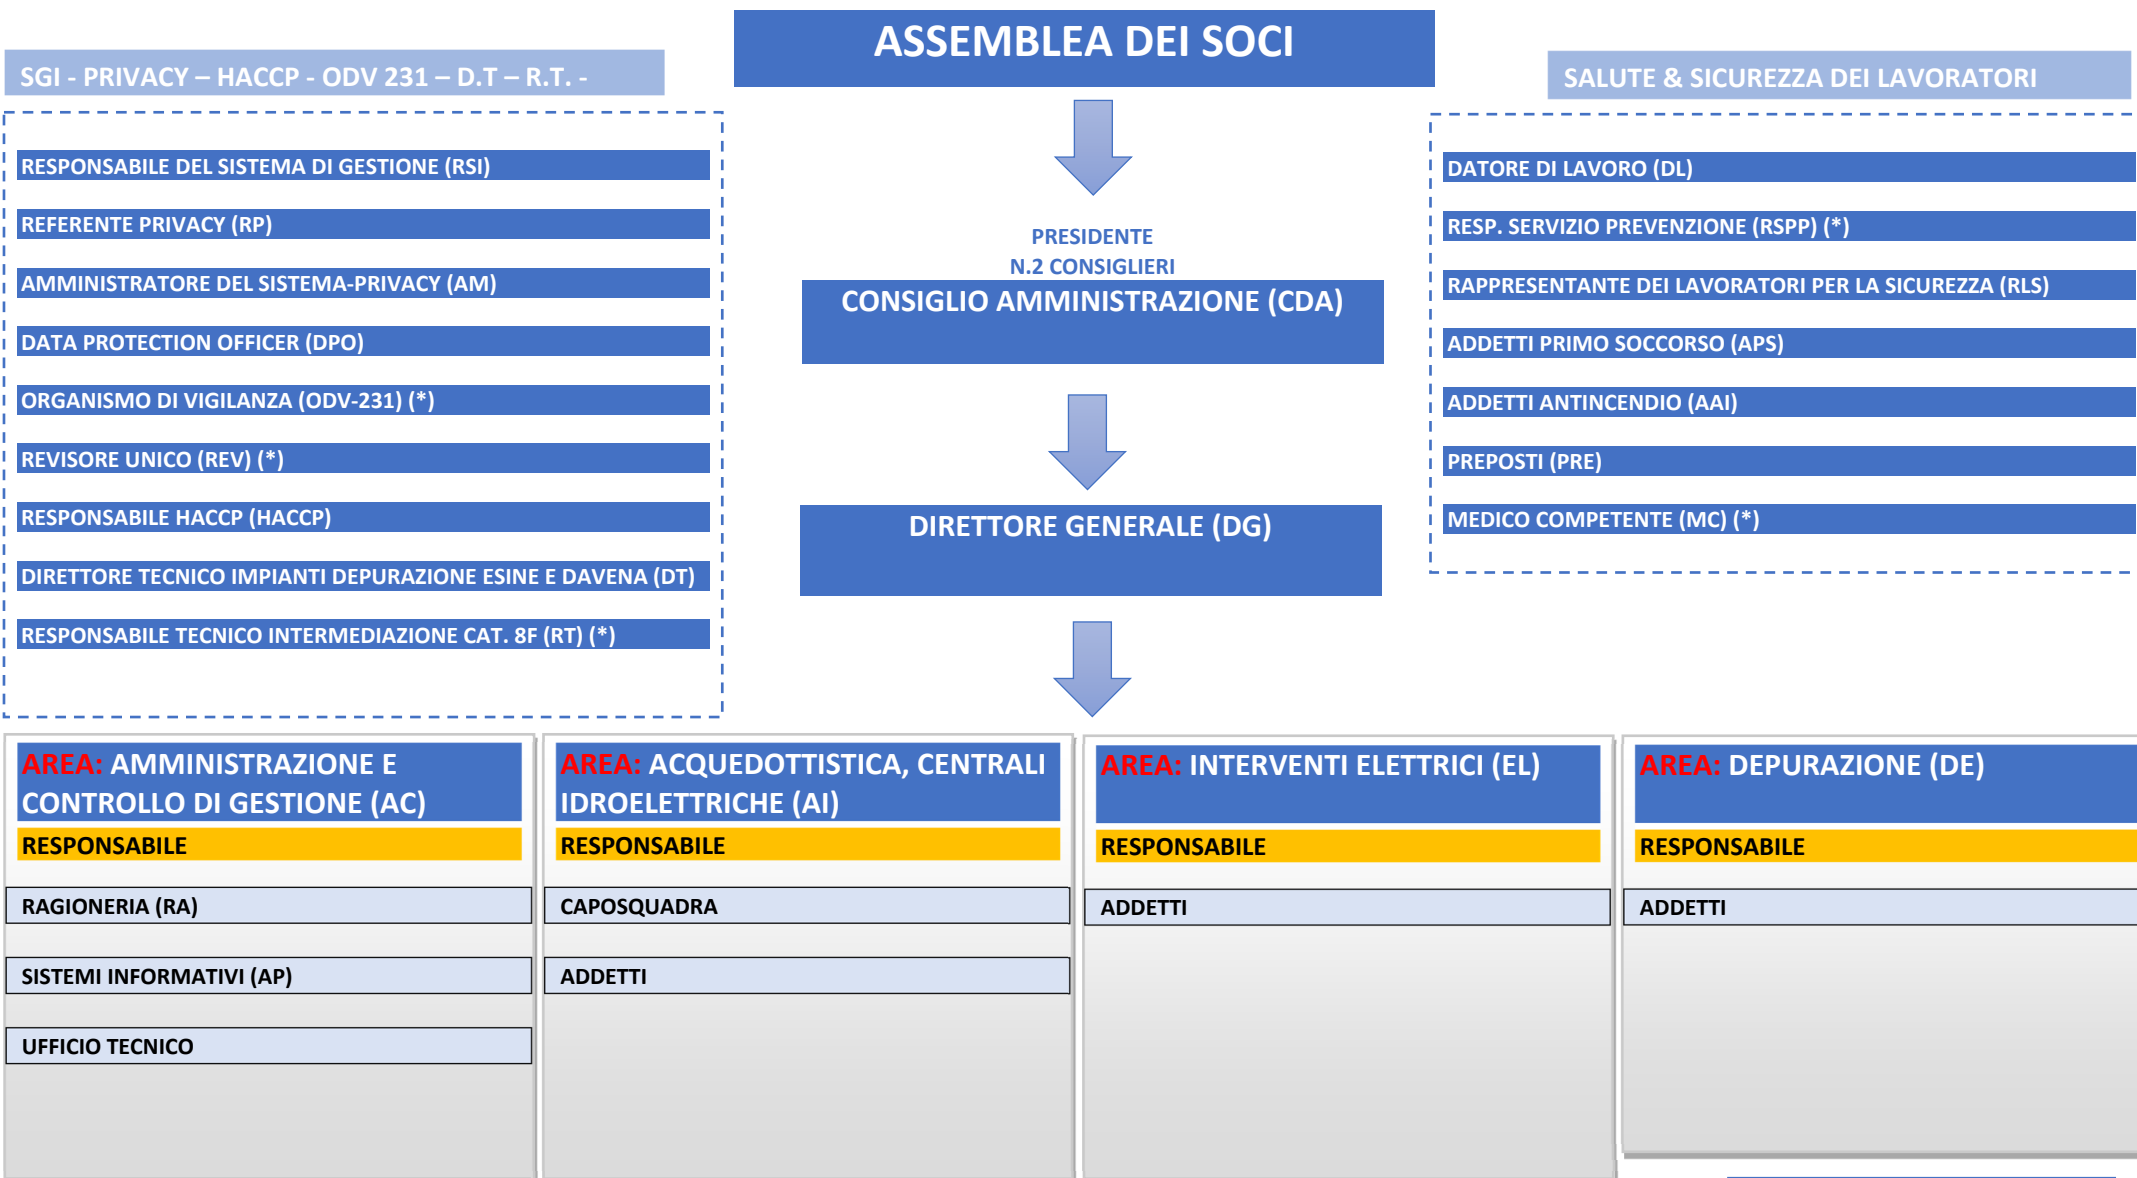 ASSEMBLEA DEI SOCI
SGI - PRIVACY – HACCP - ODV 231 – D.T – R.T. -
RESPONSABILE DEL SISTEMA DI GESTIONE (RSI)
REFERENTE PRIVACY (RP)
AMMINISTRATORE DEL SISTEMA-PRIVACY (AM)
DATA PROTECTION OFFICER (DPO)
ORGANISMO DI VIGILANZA (ODV-231) (*)
REVISORE UNICO (REV) (*)
RESPONSABILE HACCP (HACCP)
DIRETTORE TECNICO IMPIANTI DEPURAZIONE ESINE E DAVENA (DT)
RESPONSABILE TECNICO INTERMEDIAZIONE CAT. 8F (RT) (*)
PRESIDENTE
N.2 CONSIGLIERI
CONSIGLIO AMMINISTRAZIONE (CDA)
DIRETTORE GENERALE (DG)
SALUTE & SICUREZZA DEI LAVORATORI
DATORE DI LAVORO (DL)
RESP. SERVIZIO PREVENZIONE (RSPP) (*)
RAPPRESENTANTE DEI LAVORATORI PER LA SICUREZZA (RLS)
ADDETTI PRIMO SOCCORSO (APS)
ADDETTI ANTINCENDIO (AAI)
PREPOSTI (PRE)
MEDICO COMPETENTE (MC) (*)
AREA: AMMINISTRAZIONE E
CONTROLLO DI GESTIONE (AC)
RESPONSABILE
RAGIONERIA (RA)
SISTEMI INFORMATIVI (AP)
UFFICIO TECNICO
AREA: ACQUEDOTTISTICA, CENTRALI
IDROELETTRICHE (AI)
RESPONSABILE
CAPOSQUADRA
ADDETTI
AREA: INTERVENTI ELETTRICI (EL)
RESPONSABILE
ADDETTI
AREA: DEPURAZIONE (DE)
RESPONSABILE
ADDETTI